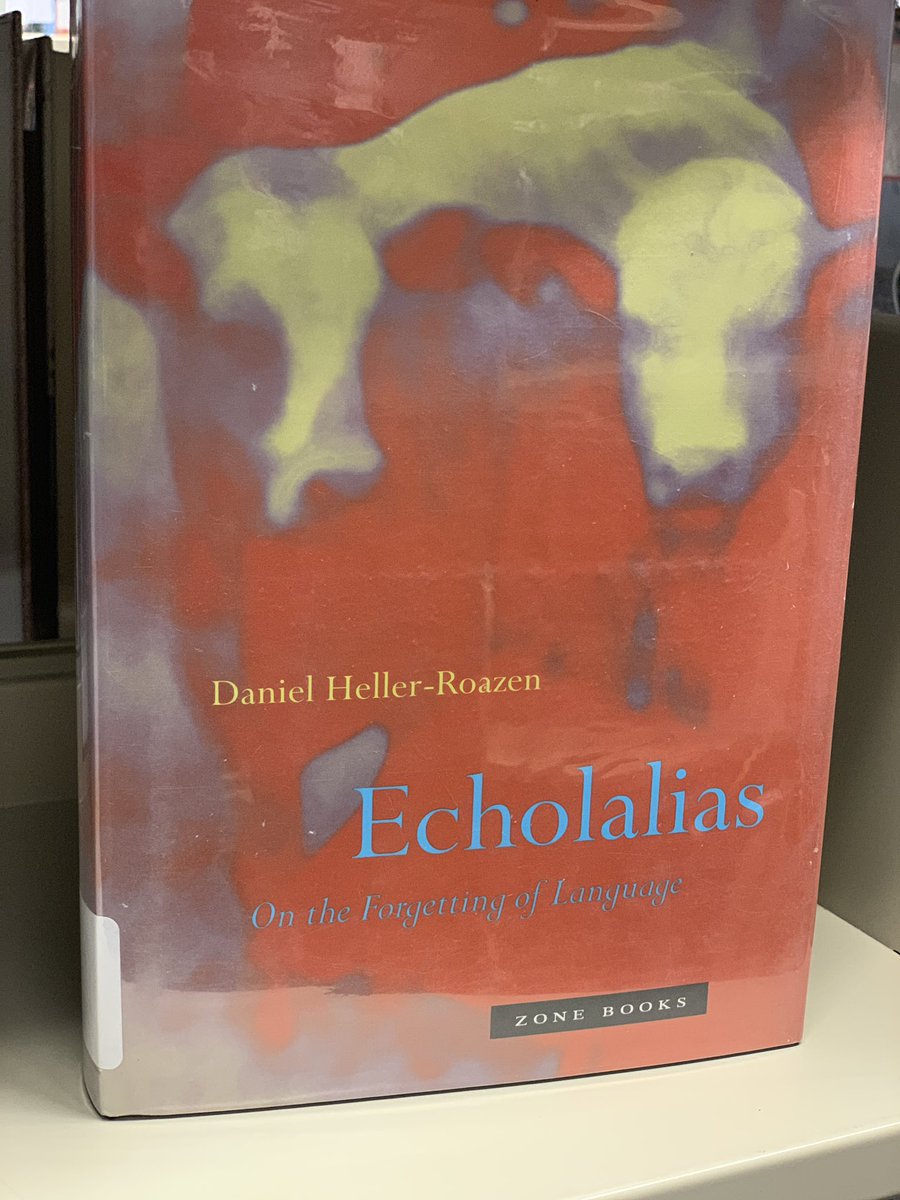 Daniel Heller-Roazen
Echolalias
On the Forgetting of Language
ZONE BOOKS